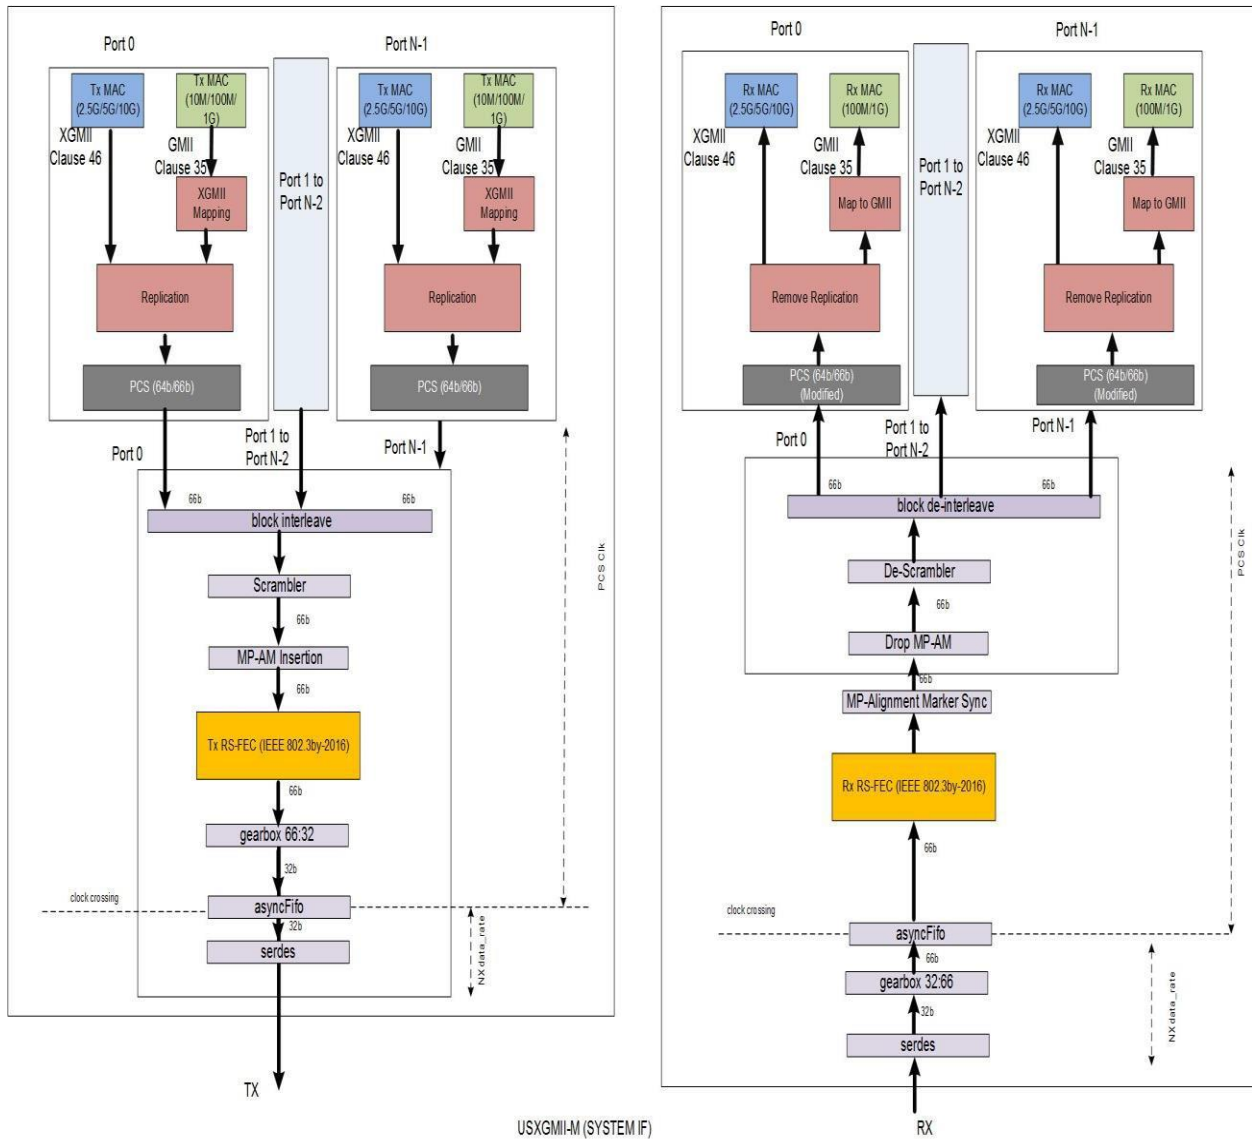 Port 0
Port N-1
Tx MAC
(2.5G/5G/10G)
Tx MAC
(10M/100M/
1G)
XGMII
Clause 46
GMII
Clause 35
XGMII
Mapping
Replication
PCS (64b/66b)
Port 1 to
Port N-2
Tx MAC
(2.5G/5G/10G)
Tx MAC
(10M/100M/
1G)
XGMII
Clause 46
GMII
Clause 35
XGMII
Mapping
Replication
PCS (64b/66b)
Port 0
Port 1 to
Port N-2
Port N-1
66b
66b
block interleave
Scrambler
66b
MP-AM Insertion
66b
Tx RS-FEC (IEEE 802.3by-2016)
66b
gearbox 66:32
32b
clock crossing
asyncFifo
32b
serdes
PCS Clk
NX data_rate
TX
Port 0
Port N-1
Rx MAC
(2.5G/5G/10G)
Rx MAC
(100M/1G)
XGMII
Clause 46
GMII
Clause 35
Map to GMII
Remove Replication
PCS (64b/66b)
(Modified)
Port 1 to
Port N-2
Rx MAC
(2.5G/5G/10G)
Rx MAC
(100M/1G)
XGMII
Clause 46
GMII
Clause 35
Map to GMII
Remove Replication
PCS (64b/66b)
(Modified)
Port 0
Port 1 to
Port N-2
Port N-1
66b
66b
block de-interleave
De-Scrambler
66b
Drop MP-AM
66b
MP-Alignment Marker Sync
Rx RS-FEC (IEEE 802.3by-2016)
66b
clock crossing
asyncFifo
66b
gearbox 32:66
32b
serdes
PCS Clk
NX data_rate
RX
USXGMII-M (SYSTEM IF)